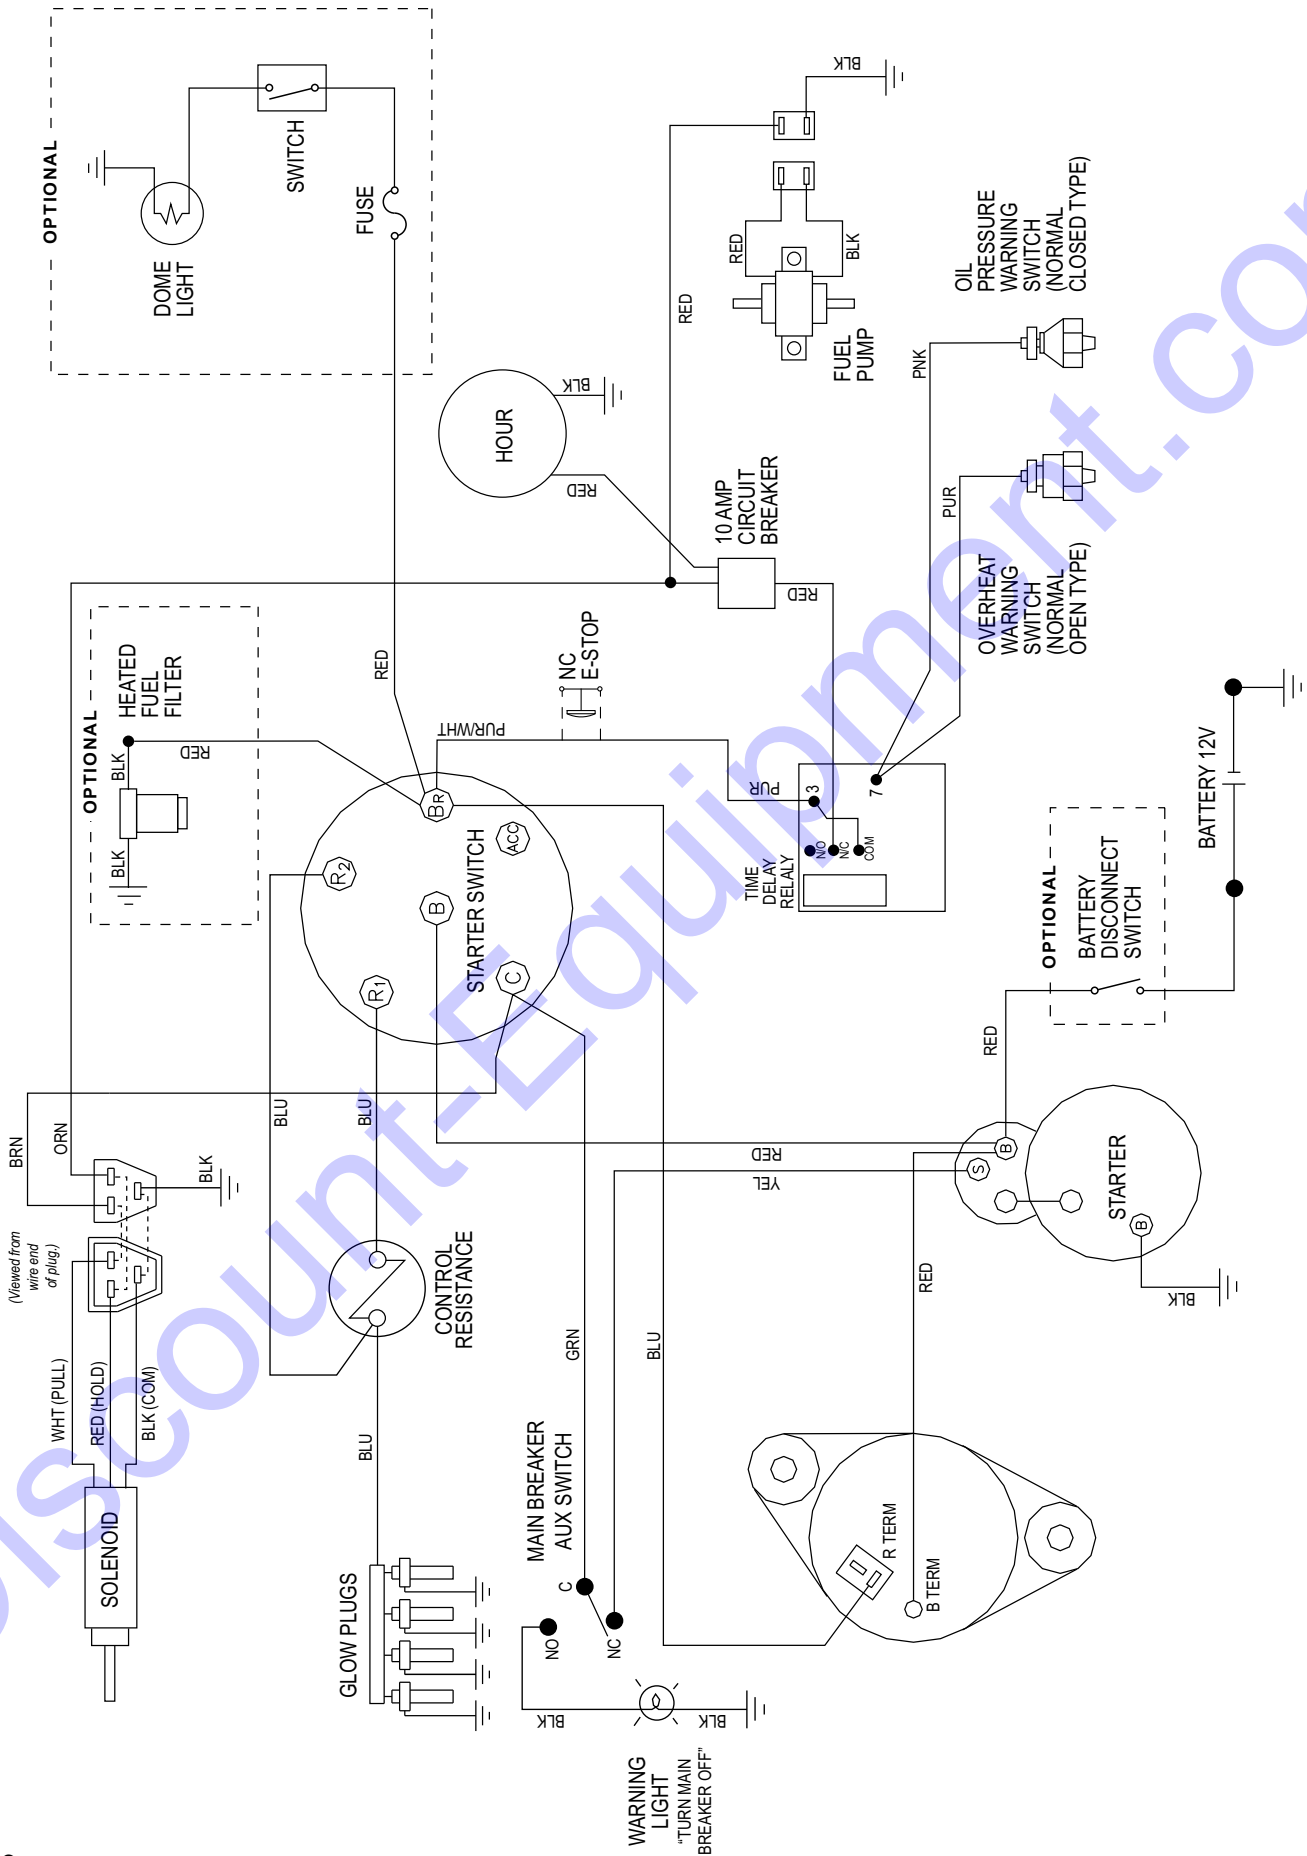 OPTIONAL
DOME
LIGHT
SWITCH
FUSE
BLK
RED
BLK
RED
FUEL
PUMP
OIL
PRESSURE
WARNING
SWITCH
(NORMAL
CLOSED TYPE)
PNK
PUR
OVERHEAT
WARNING
SWITCH
(NORMAL
OPEN TYPE)
HOUR
BLK
RED
10 AMP
CIRCUIT
BREAKER
RED
OPTIONAL
HEATED
FUEL
FILTER
BLK
BLK
RED
RED
NC
E-STOP
PUR/WHT
PUR
3
7
N/O
N/C
COM
TIME
DELAY
RELALY
STARTER SWITCH
BR
ACC
R2
B
R1
C
BATTERY 12V
OPTIONAL
BATTERY
DISCONNECT
SWITCH
RED
BRN
ORN
BLK
(Viewed from
wire end
of plug.)
WHT (PULL)
RED (HOLD)
BLK (COM)
SOLENOID
BLU
BLU
CONTROL
RESISTANCE
BLU
GLOW PLUGS
RED
YEL
GRN
BLU
RED
S
B
STARTER
B
BLK
MAIN BREAKER
AUX SWITCH
C
NO
NC
BLK
BLK
WARNING
LIGHT
"TURN MAIN
BREAKER OFF"
R TERM
B TERM
Discount-Equipment.com